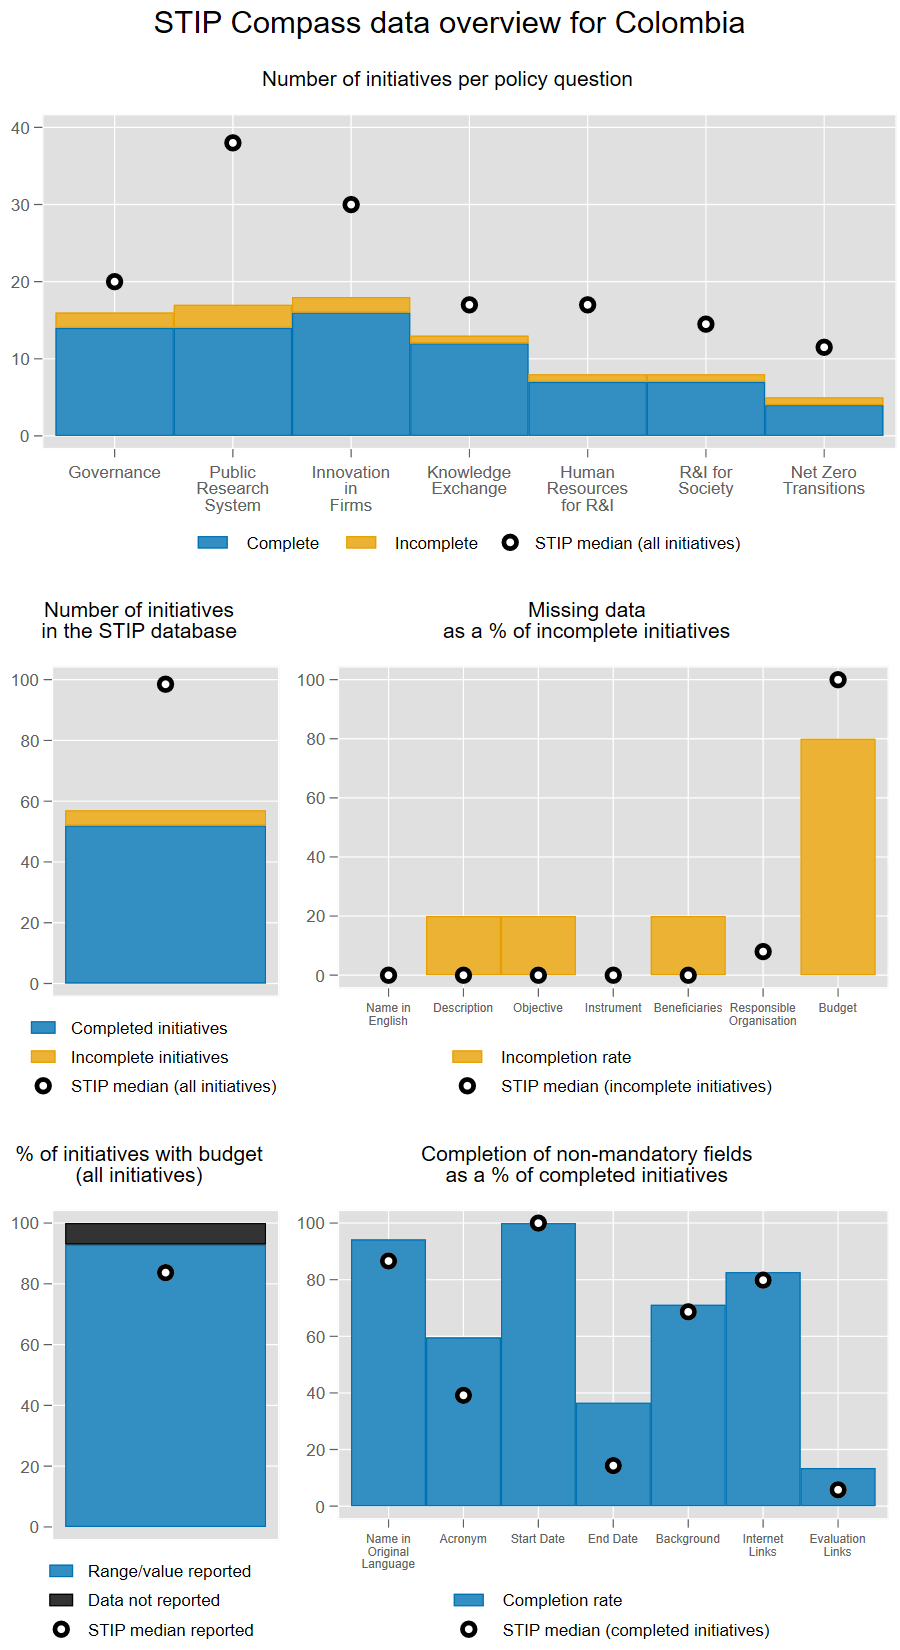 STIP Compass data overview for Colombia
Number of initiatives per policy question
40
30
20
10
0
Governance
Public
Research
System
Innovation
in
Firms
Knowledge
Exchange
Human
Resources
for R&I
R&I for
Society
Net Zero
Transitions
Complete
Incomplete
STIP median (all initiatives)
Number of initiatives
in the STIP database
100
80
60
40
20
0
Completed initiatives
Incomplete initiatives
STIP median (all initiatives)
Missing data
as a % of incomplete initiatives
100
80
60
40
20
0
Name in
English
Description
Objective
Instrument
Beneficiaries
Responsible
Organisation
Budget
Incompletion rate
STIP median (incomplete initiatives)
% of initiatives with budget
(all initiatives)
100
80
60
40
20
0
Range/value reported
Data not reported
STIP median reported
Completion of non-mandatory fields
as a % of completed initiatives
100
80
60
40
20
0
Name in
Original
Language
Acronym
Start Date
End Date
Background
Internet
Links
Evaluation
Links
Completion rate
STIP median (completed initiatives)